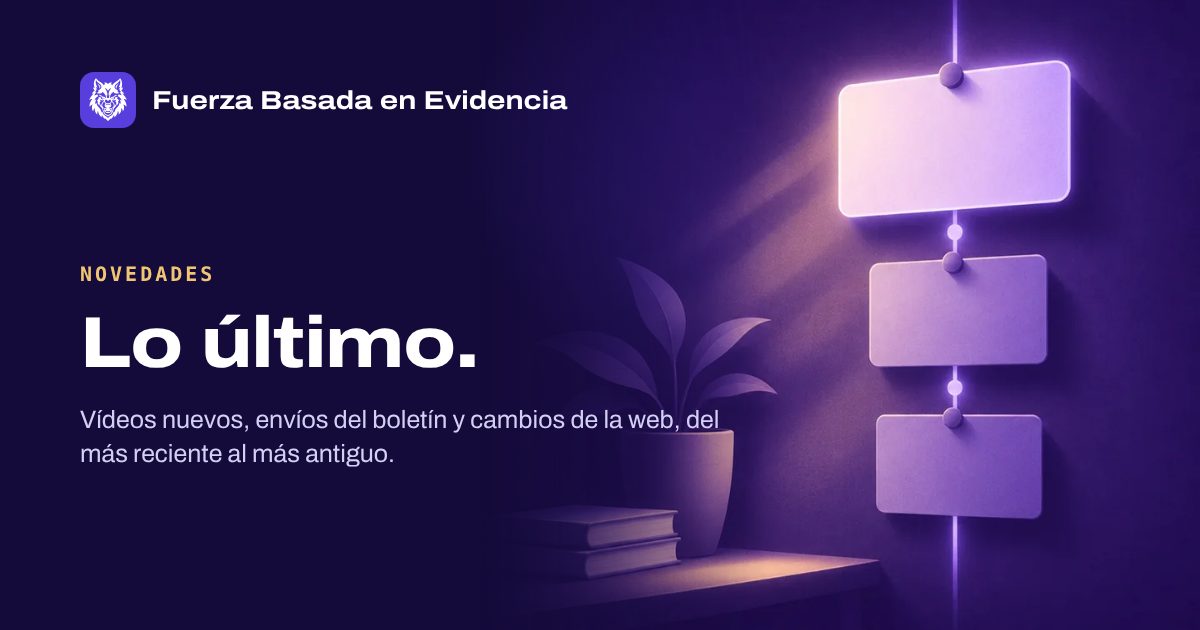 Fuerza Basada en Evidencia
NOVEDADES
Lo último.
Vídeos nuevos, envíos del boletín y cambios de la web, del
más reciente al más antiguo.